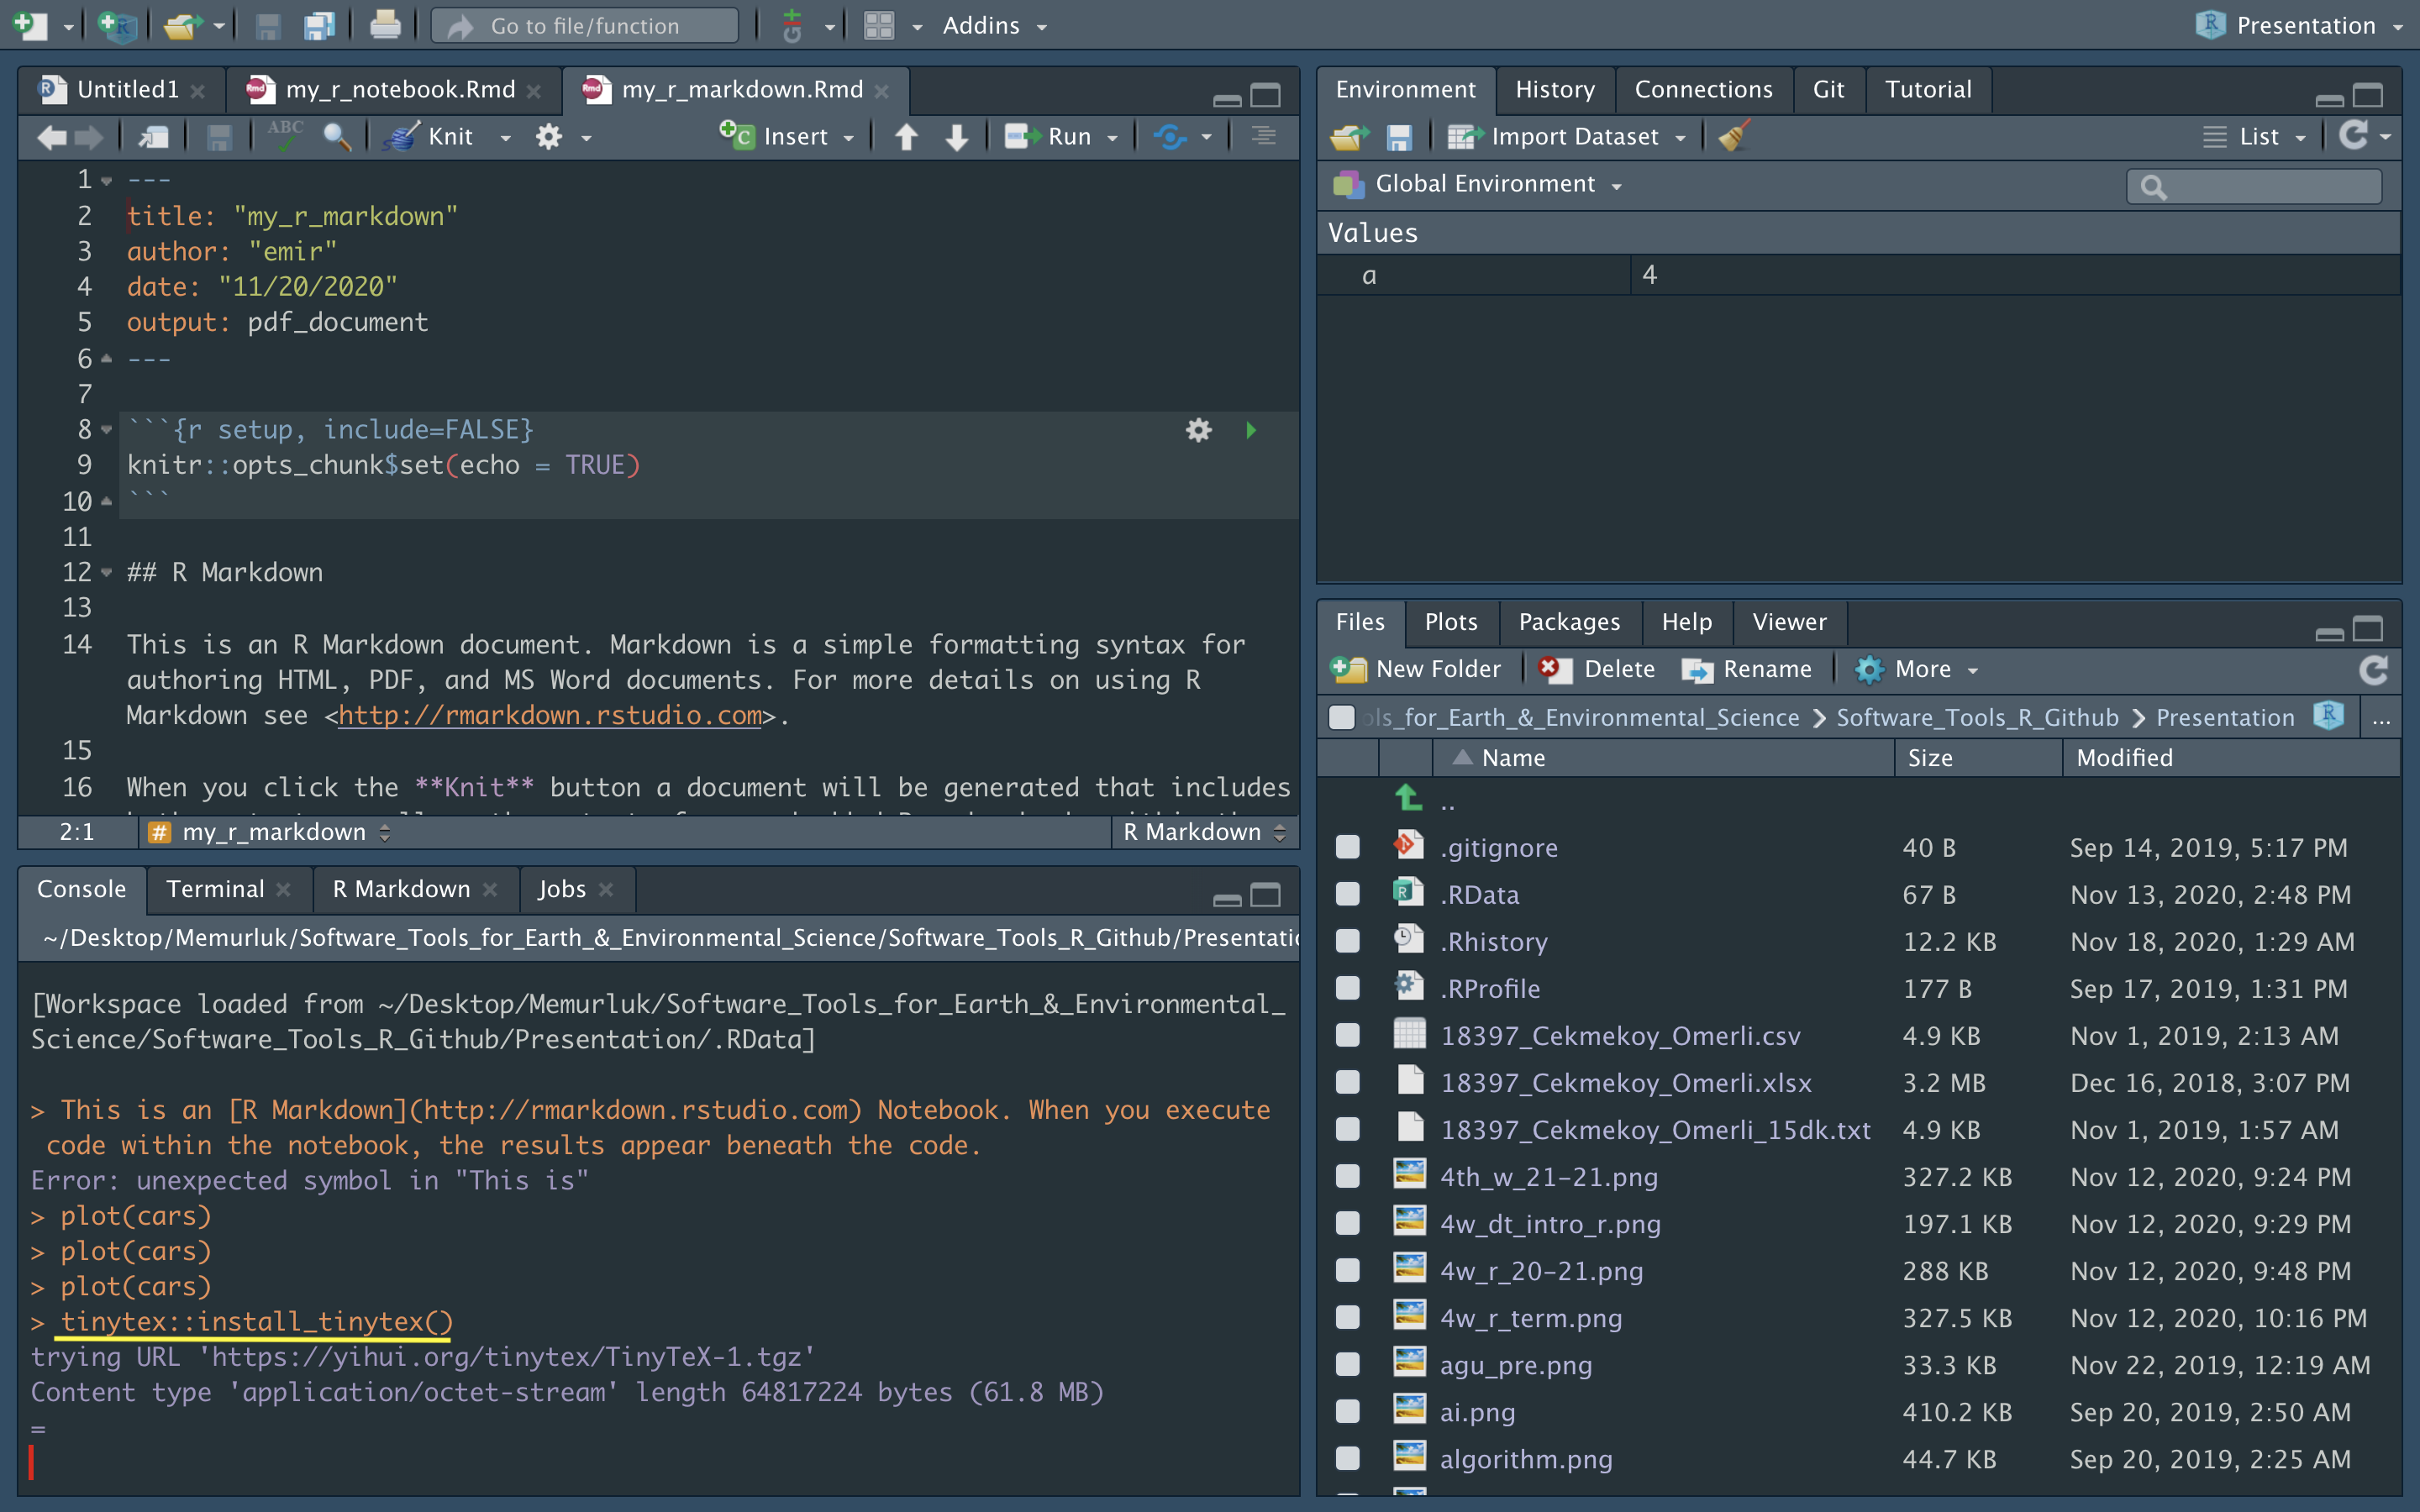 Go to file/function
Addins
Presentation
Untitled1
my_r_notebook.Rmd
my_r_markdown.Rmd
ABC
Knit
Insert
Run
1 ---
2 title: "my_r_markdown"
3 author: "emir"
4 date: "11/20/2020"
5 output: pdf_document
6 ---
7
8 ```{r setup, include=FALSE}
9 knitr::opts_chunk$set(echo = TRUE)
10 ```
11
12 ## R Markdown
13
14 This is an R Markdown document. Markdown is a simple formatting syntax for
authoring HTML, PDF, and MS Word documents. For more details on using R
Markdown see <http://rmarkdown.rstudio.com>.
15
16 When you click the **Knit** button a document will be generated that includes
2:1
# my_r_markdown
R Markdown
Console
Terminal
R Markdown
Jobs
~/Desktop/Memurluk/Software_Tools_for_Earth_&_Environmental_Science/Software_Tools_R_Github/Presentatio
[Workspace loaded from ~/Desktop/Memurluk/Software_Tools_for_Earth_&_Environmental_
Science/Software_Tools_R_Github/Presentation/.RData]
> This is an [R Markdown](http://rmarkdown.rstudio.com) Notebook. When you execute
code within the notebook, the results appear beneath the code.
Error: unexpected symbol in "This is"
> plot(cars)
> plot(cars)
> plot(cars)
> tinytex::install_tinytex()
trying URL 'https://yihui.org/tinytex/TinyTeX-1.tgz'
Content type 'application/octet-stream' length 64817224 bytes (61.8 MB)
=
Environment
History
Connections
Git
Tutorial
Import Dataset
List
Global Environment
Values
a 4
Files
Plots
Packages
Help
Viewer
New Folder
Delete
Rename
More
ols_for_Earth_&_Environmental_Science > Software_Tools_R_Github > Presentation ...
Name Size Modified
..
.gitignore 40 B Sep 14, 2019, 5:17 PM
.RData 67 B Nov 13, 2020, 2:48 PM
.Rhistory 12.2 KB Nov 18, 2020, 1:29 AM
.RProfile 177 B Sep 17, 2019, 1:31 PM
18397_Cekmekoy_Omerli.csv 4.9 KB Nov 1, 2019, 2:13 AM
18397_Cekmekoy_Omerli.xlsx 3.2 MB Dec 16, 2018, 3:07 PM
18397_Cekmekoy_Omerli_15dk.txt 4.9 KB Nov 1, 2019, 1:57 AM
4th_w_21-21.png 327.2 KB Nov 12, 2020, 9:24 PM
4w_dt_intro_r.png 197.1 KB Nov 12, 2020, 9:29 PM
4w_r_20-21.png 288 KB Nov 12, 2020, 9:48 PM
4w_r_term.png 327.5 KB Nov 12, 2020, 10:16 PM
agu_pre.png 33.3 KB Nov 22, 2019, 12:19 AM
ai.png 410.2 KB Sep 20, 2019, 2:50 AM
algorithm.png 44.7 KB Sep 20, 2019, 2:25 AM